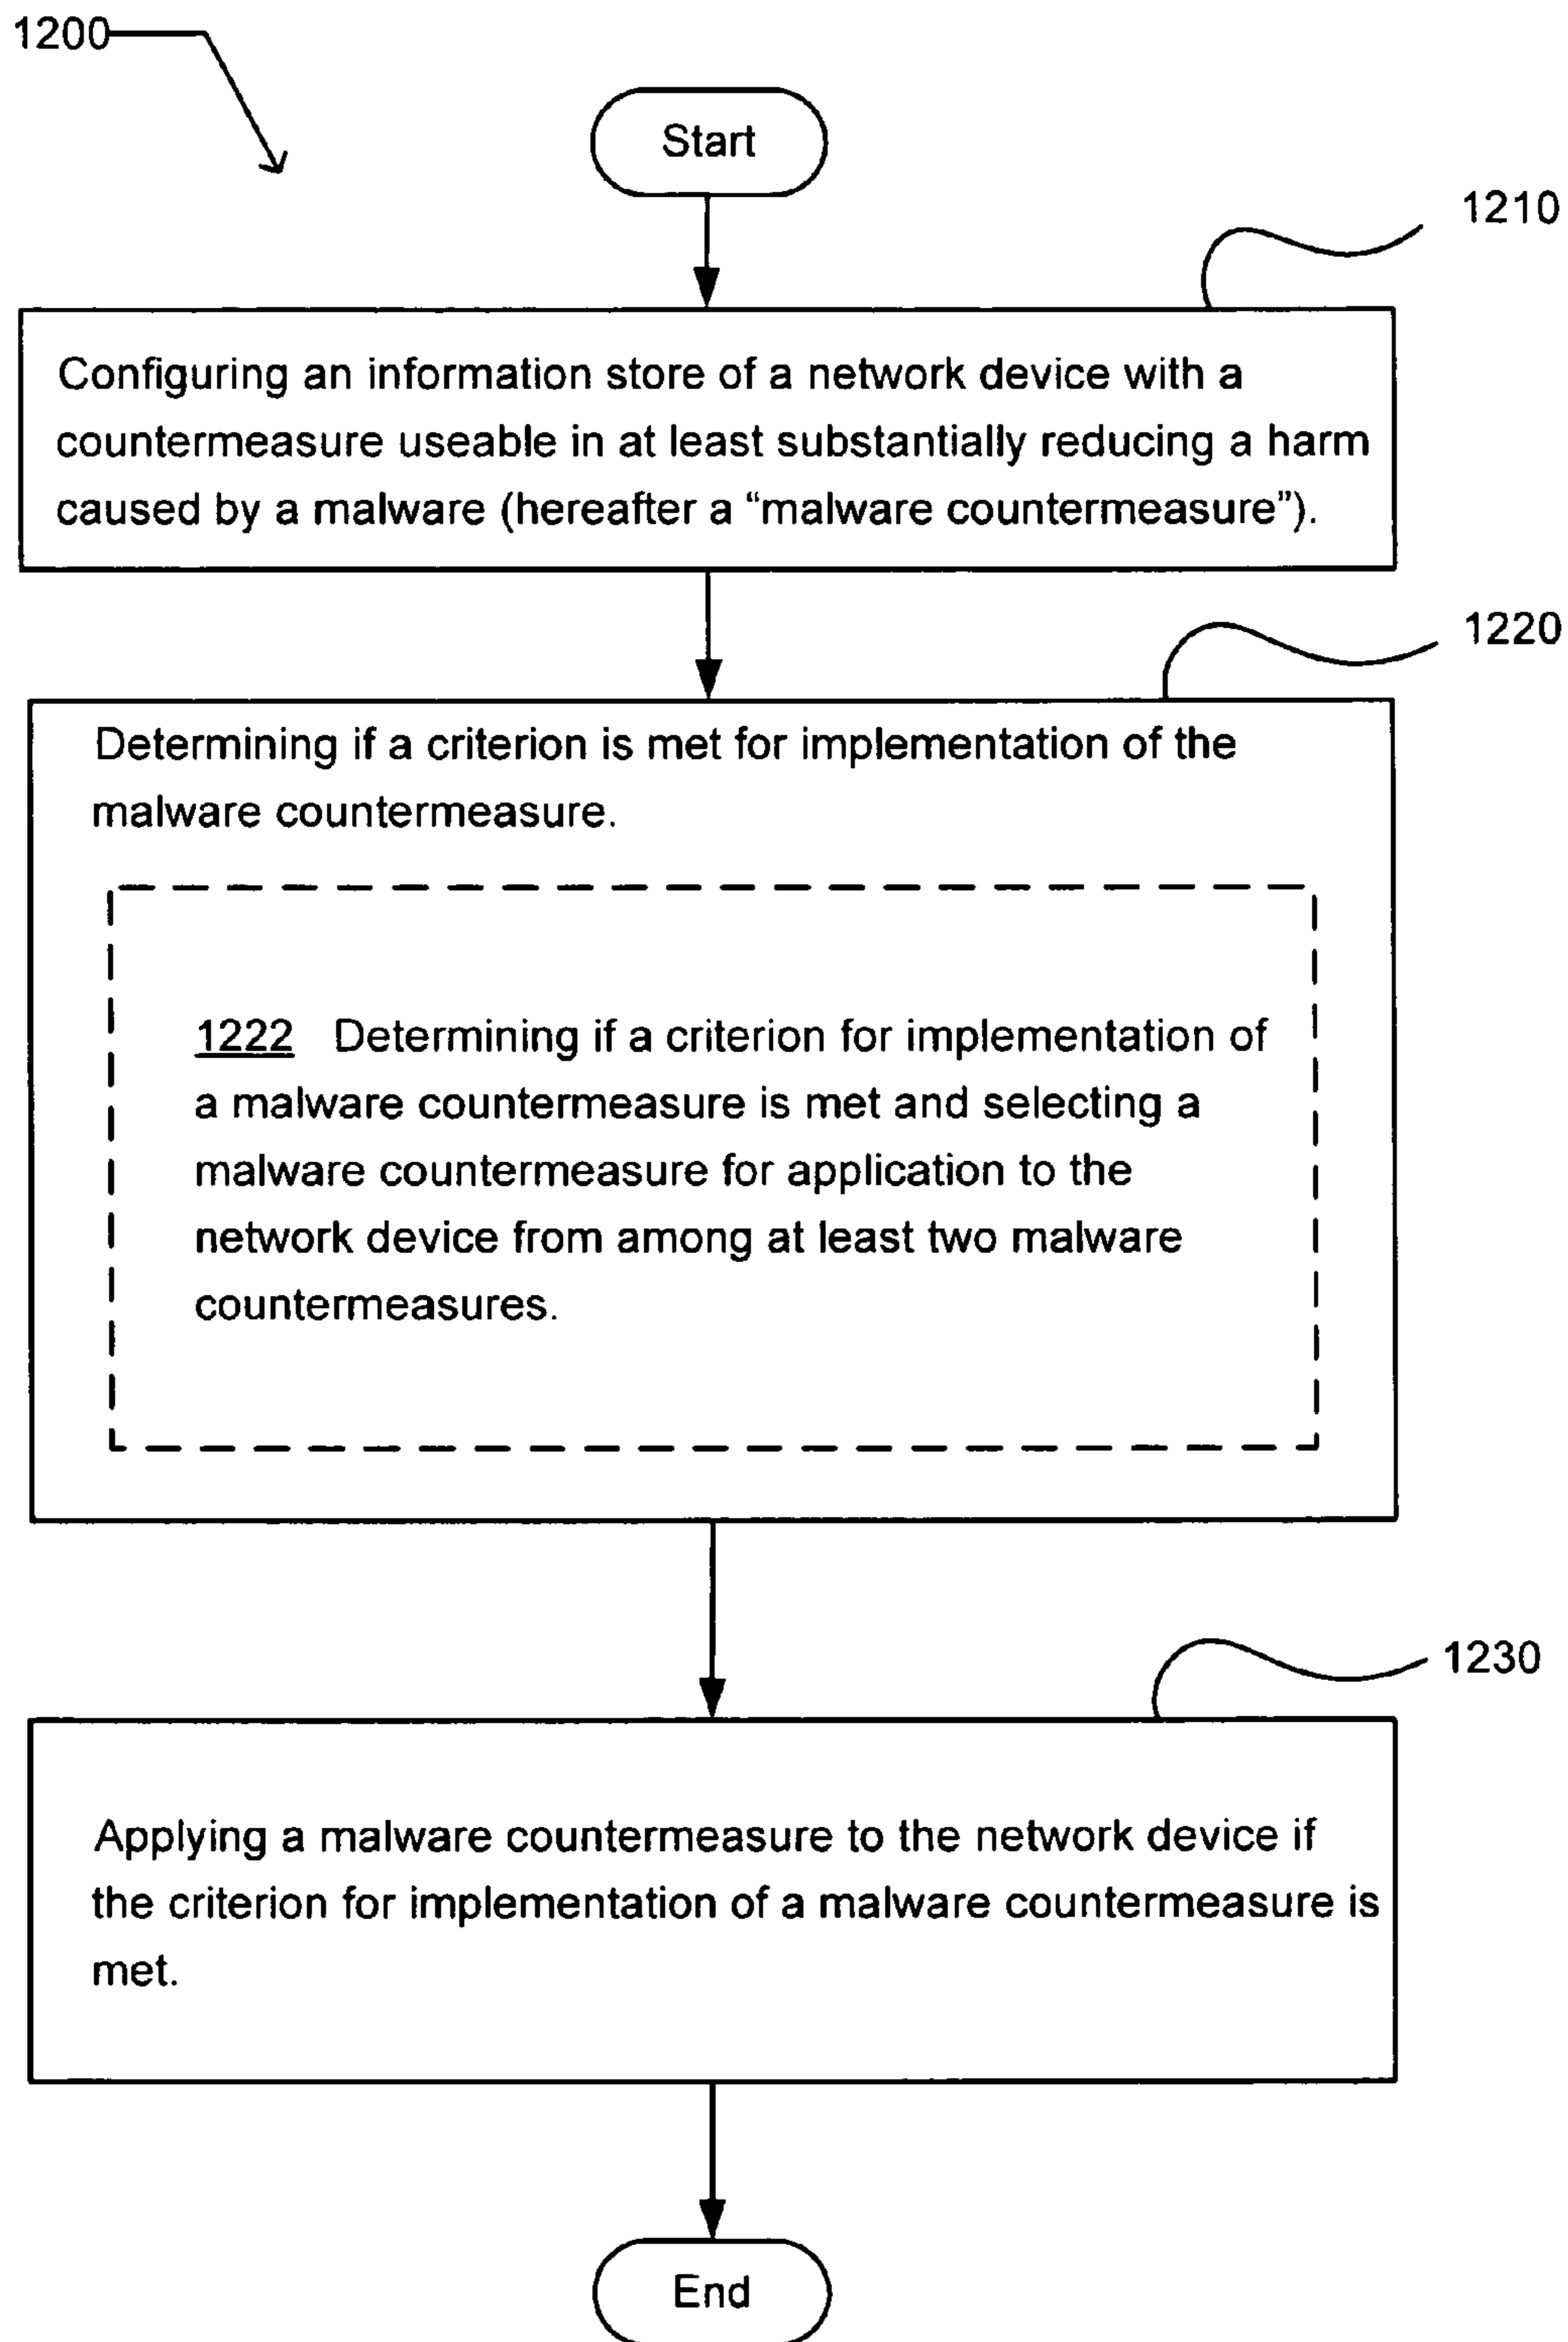 1200
Start
1210
Configuring an information store of a network device with a
countermeasure useable in at least substantially reducing a harm
caused by a malware (hereafter a “malware countermeasure”).
1220
Determining if a criterion is met for implementation of the
malware countermeasure.
1222 Determining if a criterion for implementation of
a malware countermeasure is met and selecting a
malware countermeasure for application to the
network device from among at least two malware
countermeasures.
1230
Applying a malware countermeasure to the network device if
the criterion for implementation of a malware countermeasure is
met.
End